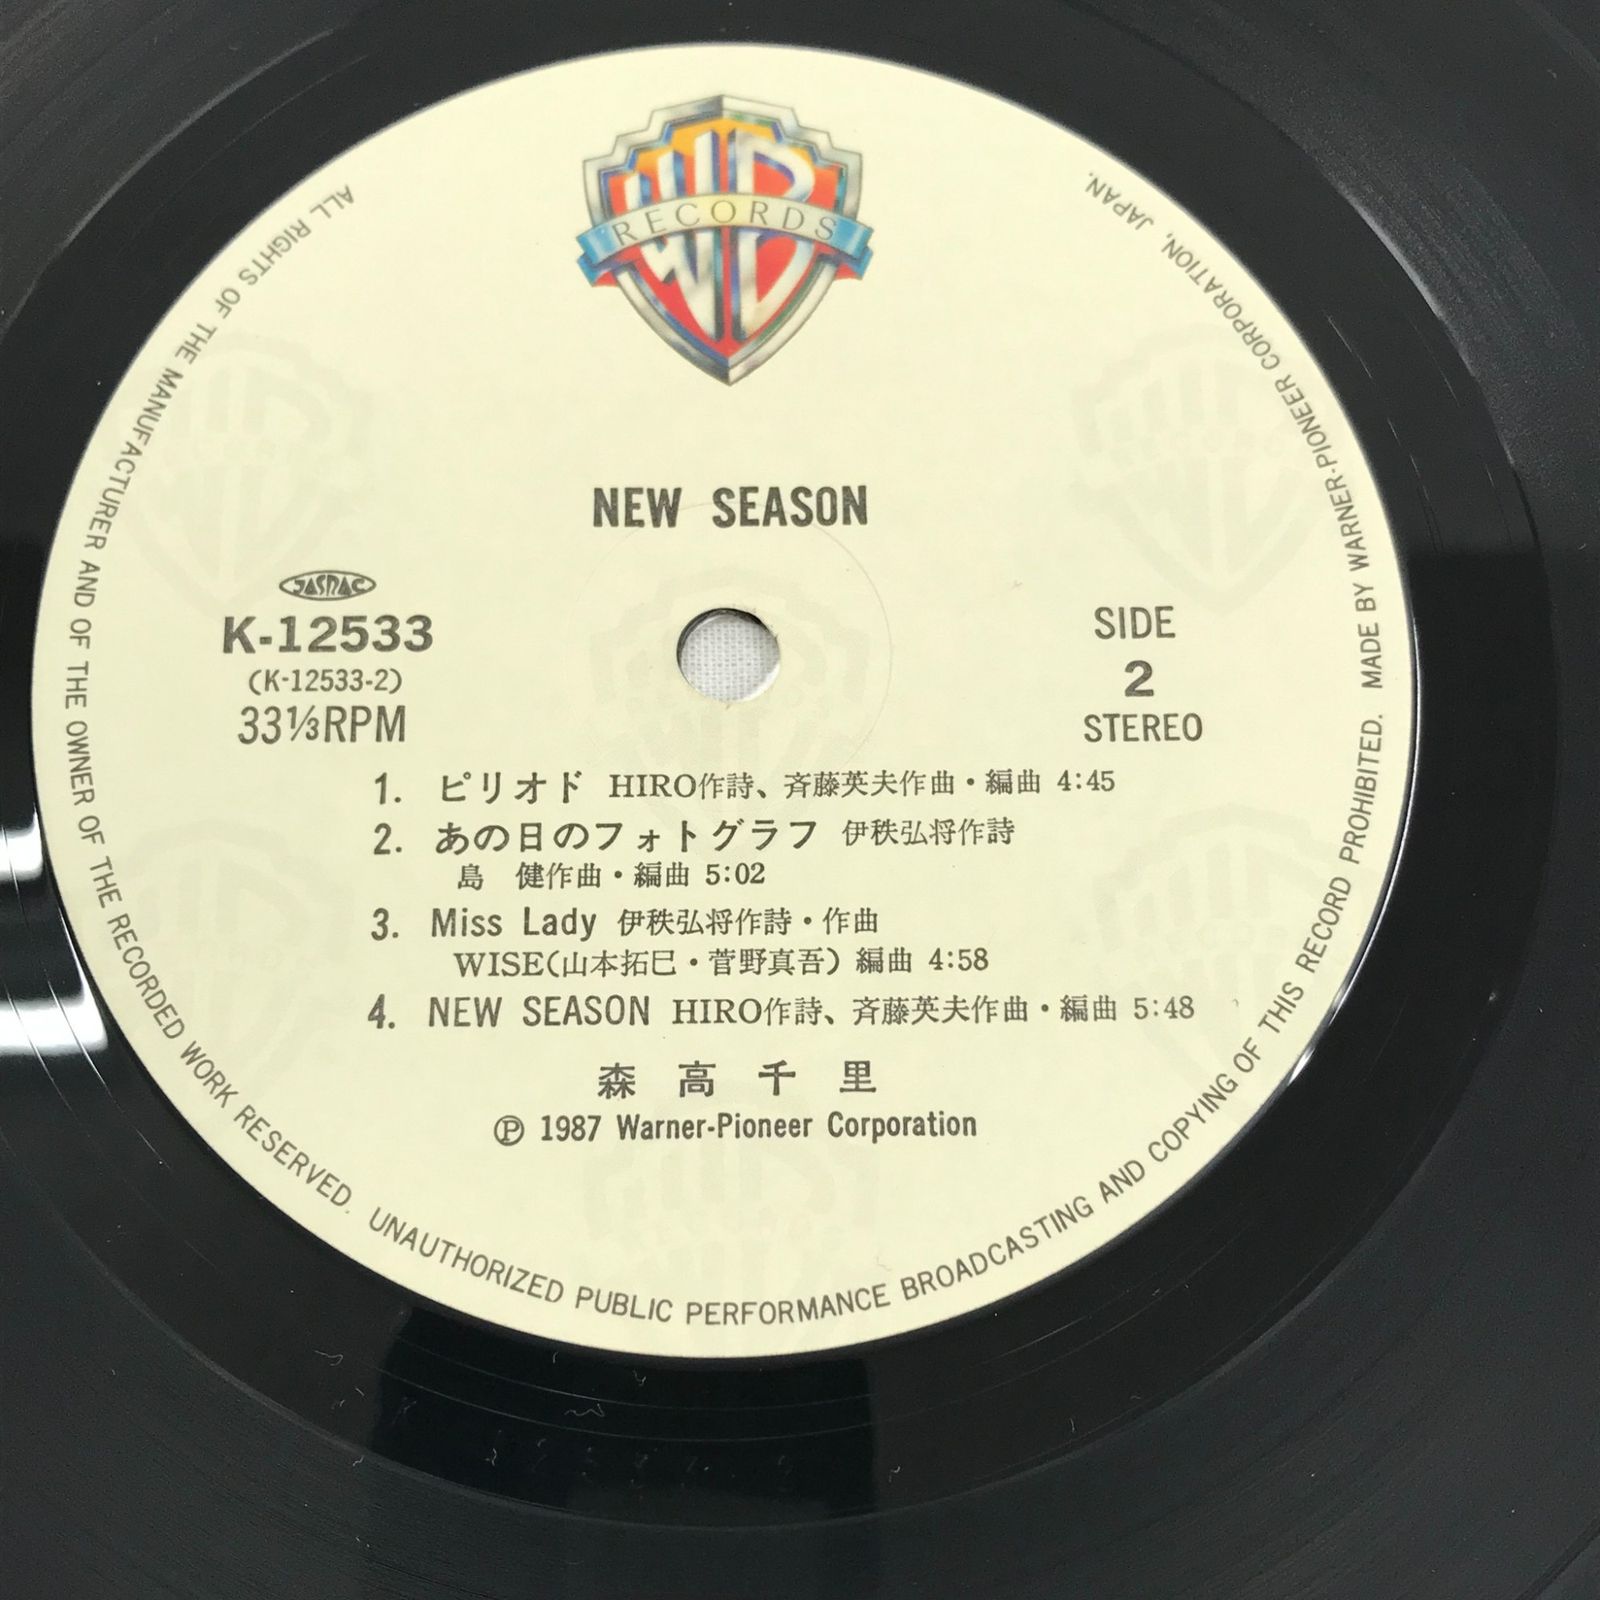 WB
RECORDS
NEW SEASON
JASRAC
K-12533
(K-12533-2)
33⅓RPM
SIDE
2
STEREO
1. ピリオド HIRO作詩、斉藤英夫作曲・編曲 4:45
2. あの日のフォトグラフ 伊秩弘将作詩
島 健作曲・編曲 5:02
3. Miss Lady 伊秩弘将作詩・作曲
WISE(山本拓巳・菅野真吾) 編曲 4:58
4. NEW SEASON HIRO作詩、斉藤英夫作曲・編曲 5:48
森高千里
Ⓟ 1987 Warner-Pioneer Corporation
ALL RIGHTS OF THE MANUFACTURER AND OF THE OWNER OF THE RECORDED WORK RESERVED. UNAUTHORIZED PUBLIC PERFORMANCE BROADCASTING AND COPYING OF THIS RECORD PROHIBITED. MADE BY WARNER-PIONEER CORPORATION, JAPAN.